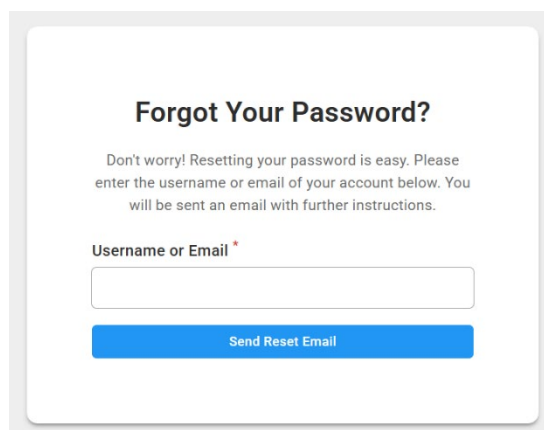 Forgot Your Password?
Don't worry! Resetting your password is easy. Please
enter the username or email of your account below. You
will be sent an email with further instructions.
Username or Email *
Send Reset Email